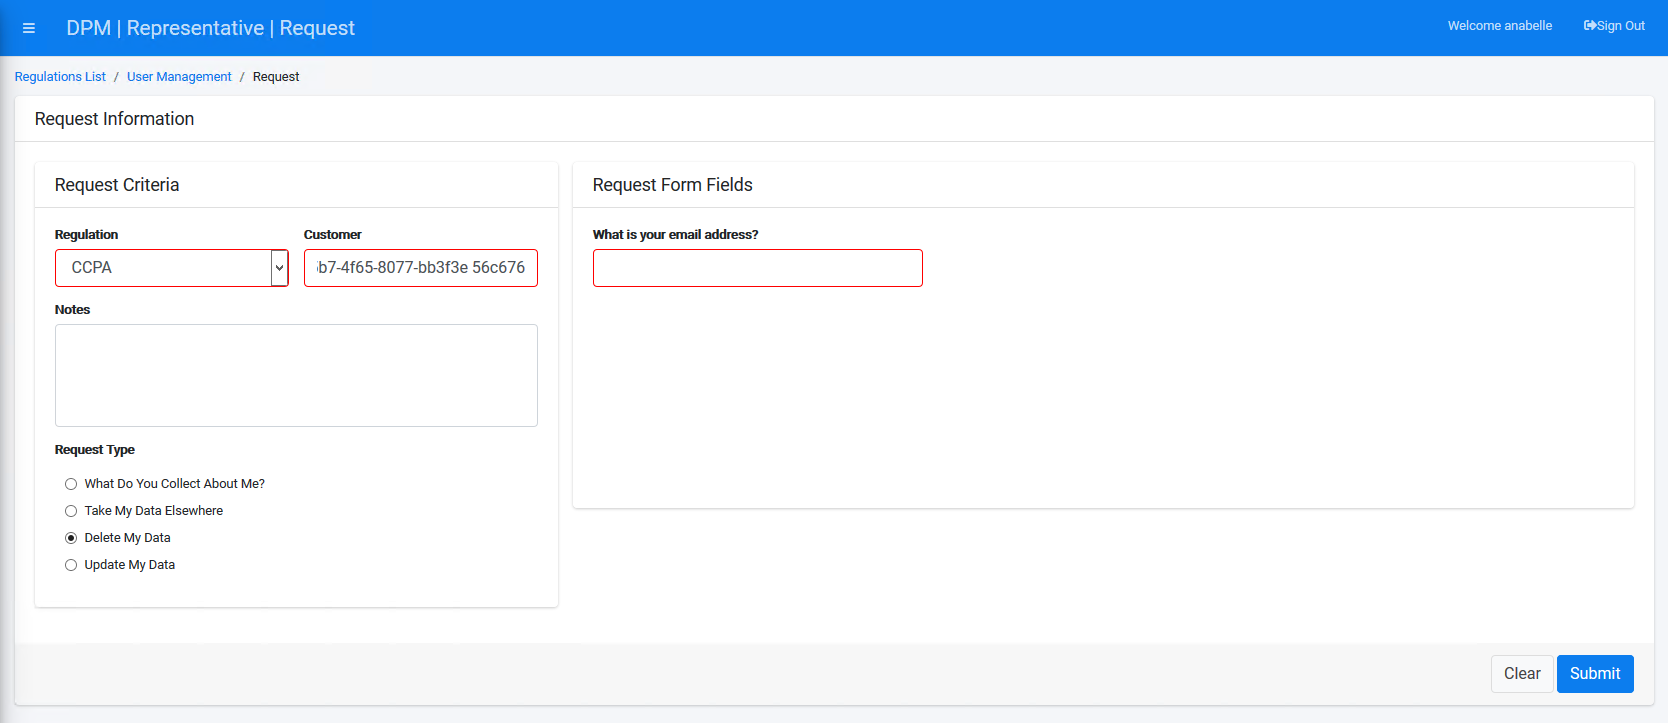 DPM | Representative | Request
Welcome anabelle
Sign Out
Regulations List / User Management / Request
Request Information
Request Criteria
Regulation
Customer
CCPA
b7-4f65-8077-bb3f3e 56c676
Notes
Request Type
What Do You Collect About Me?
Take My Data Elsewhere
Delete My Data
Update My Data
Request Form Fields
What is your email address?
Clear
Submit